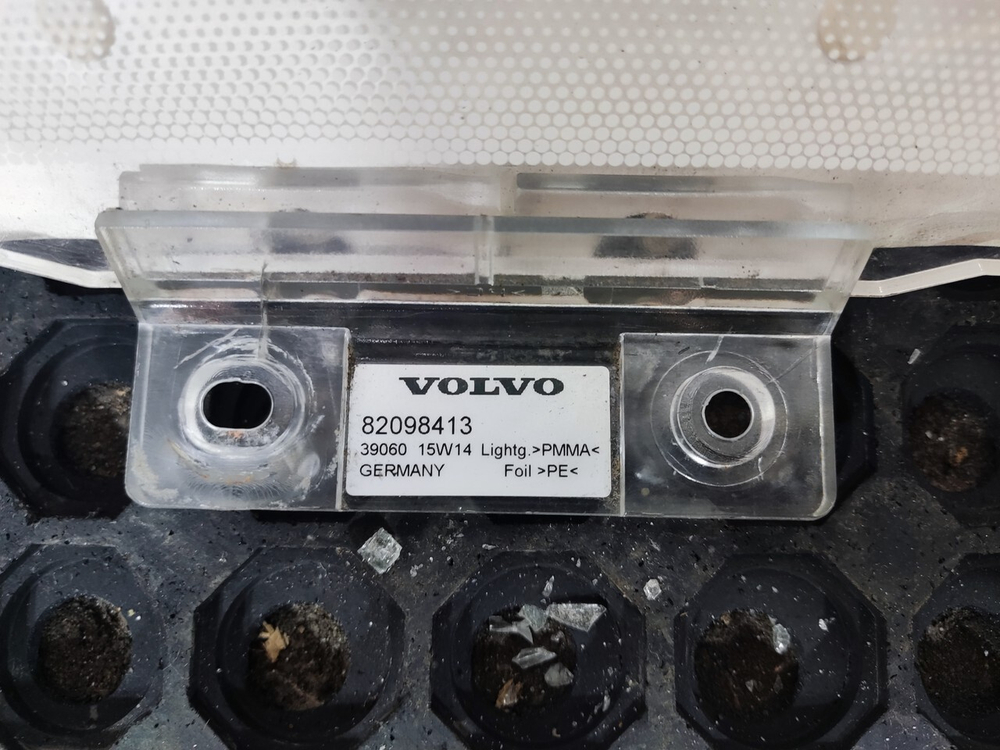 VOLVO
82098413
39060 15W14 Lightg.>PMMA<
GERMANY Foil >PE<